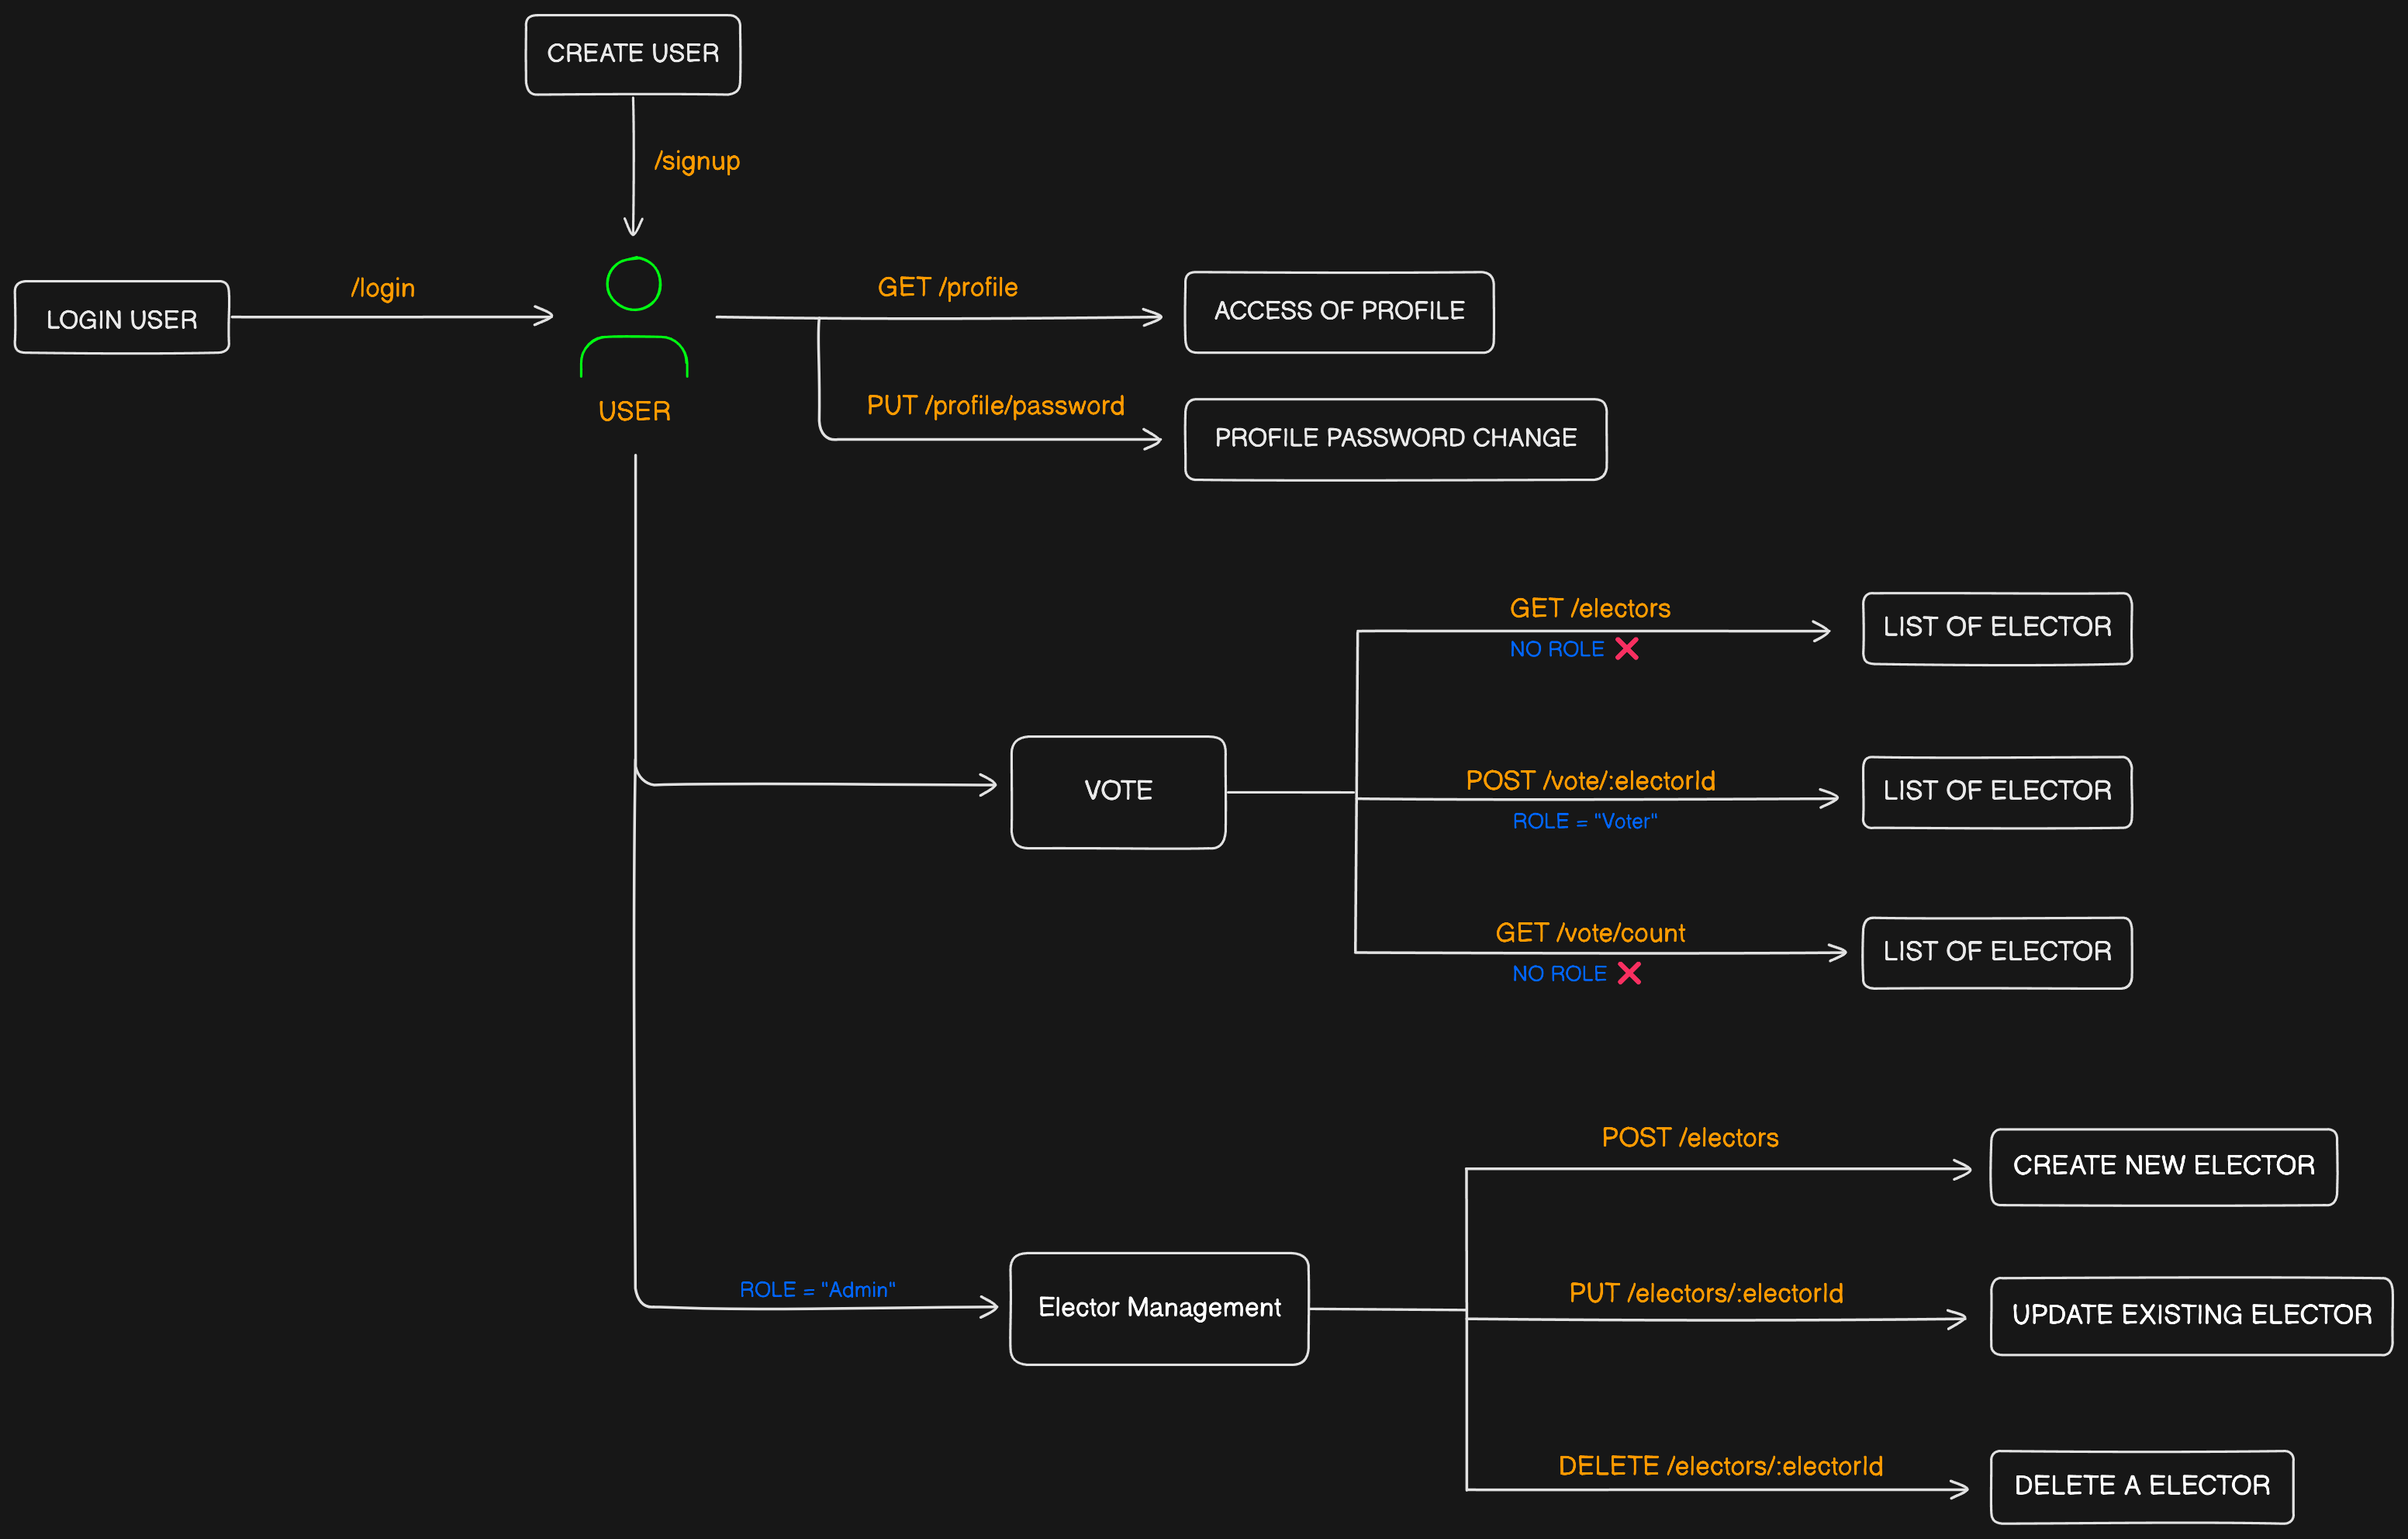 CREATE USER
/signup
LOGIN USER
/login
USER
GET /profile
ACCESS OF PROFILE
PUT /profile/password
PROFILE PASSWORD CHANGE
VOTE
GET /electors
NO ROLE ❌
LIST OF ELECTOR
POST /vote/:electorId
ROLE = "Voter"
LIST OF ELECTOR
GET /vote/count
NO ROLE ❌
LIST OF ELECTOR
ROLE = "Admin"
Elector Management
POST /electors
CREATE NEW ELECTOR
PUT /electors/:electorId
UPDATE EXISTING ELECTOR
DELETE /electors/:electorId
DELETE A ELECTOR